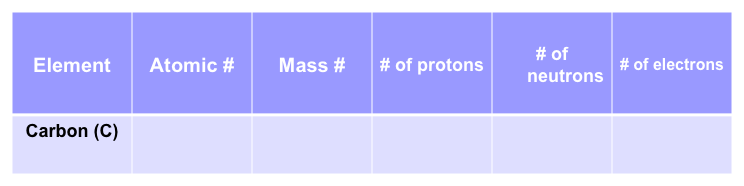 Element
Atomic #
Mass #
# of protons
# of
neutrons
# of electrons
Carbon (C)